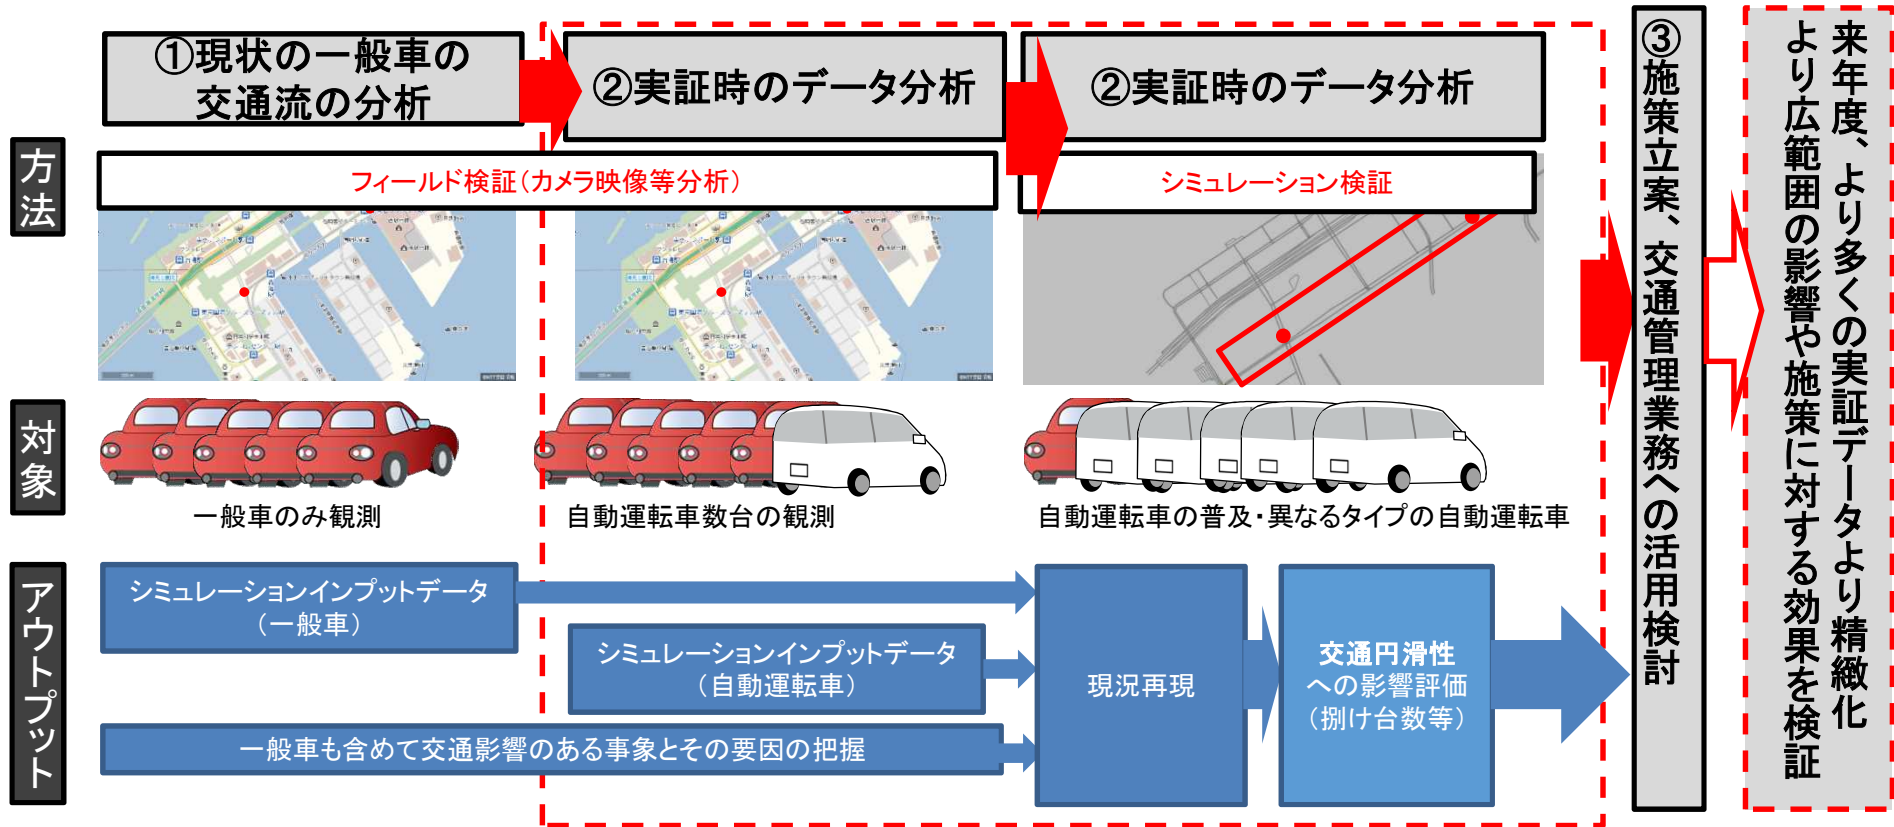 ①現状の一般車の
交通流の分析
②実証時のデータ分析
②実証時のデータ分析
方法
フィールド検証（カメラ映像等分析）
シミュレーション検証
対象
一般車のみ観測
自動運転車数台の観測
自動運転車の普及・異なるタイプの自動運転車
アウトプット
シミュレーションインプットデータ
（一般車）
シミュレーションインプットデータ
（自動運転車）
一般車も含めて交通影響のある事象とその要因の把握
現況再現
交通円滑性
への影響評価
（捌け台数等）
③施策立案、交通管理業務への活用検討
来年度、より多くの実証データより精緻化
より広範囲の影響や施策に対する効果を検証